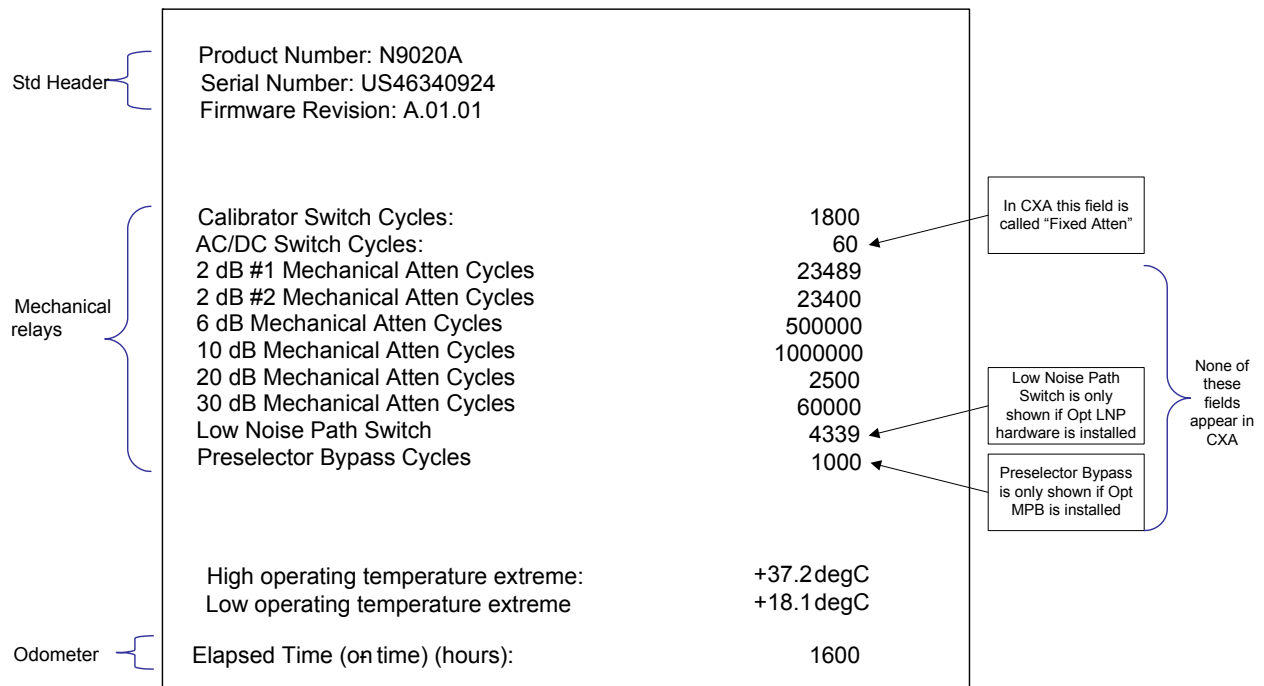 Std Header
Product Number: N9020A
Serial Number: US46340924
Firmware Revision: A.01.01
Mechanical
relays
Calibrator Switch Cycles: 1800
AC/DC Switch Cycles: 60
2 dB #1 Mechanical Atten Cycles 23489
2 dB #2 Mechanical Atten Cycles 23400
6 dB Mechanical Atten Cycles 500000
10 dB Mechanical Atten Cycles 1000000
20 dB Mechanical Atten Cycles 2500
30 dB Mechanical Atten Cycles 60000
Low Noise Path Switch 4339
Preselector Bypass Cycles 1000
In CXA this field is
called “Fixed Atten”
Low Noise Path
Switch is only
shown if Opt LNP
hardware is installed
Preselector Bypass
is only shown if Opt
MPB is installed
None of
these
fields
appear in
CXA
High operating temperature extreme: +37.2degC
Low operating temperature extreme +18.1degC
Odometer
Elapsed Time (on-time) (hours): 1600